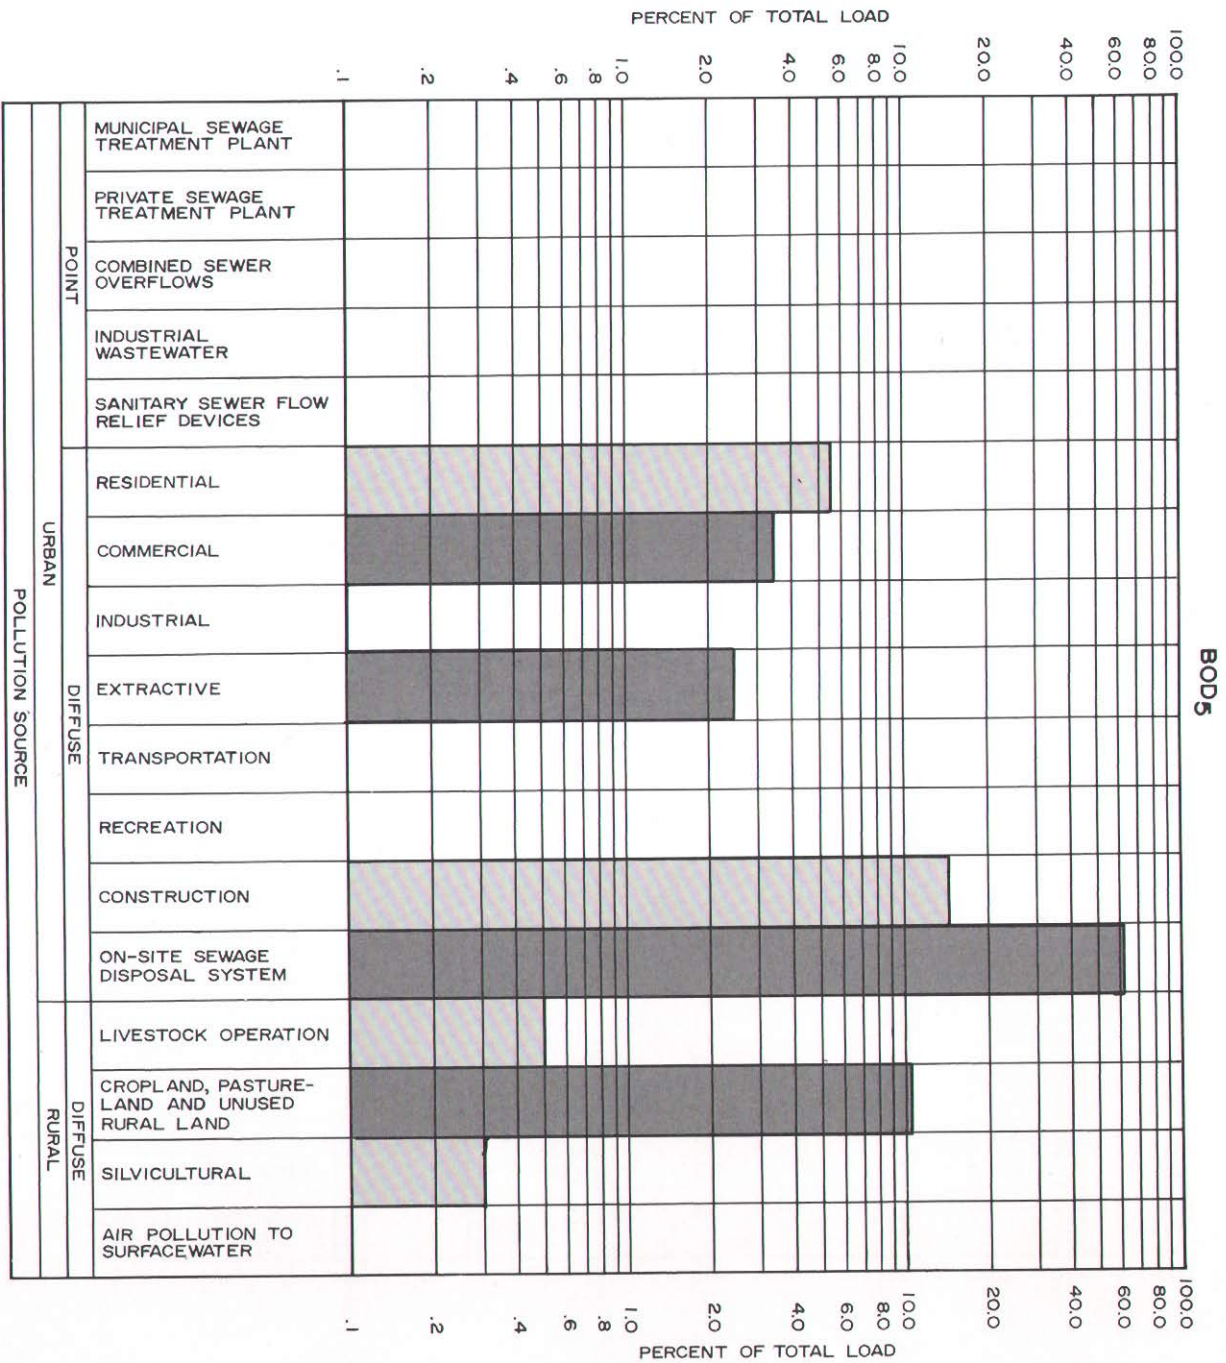 BOD5
PERCENT OF TOTAL LOAD
.1 .2 .4 .6 .8 1.0 2.0 4.0 6.0 8.0 10.0 20.0 40.0 60.0 80.0 100.0
MUNICIPAL SEWAGE
TREATMENT PLANT
PRIVATE SEWAGE
TREATMENT PLANT
COMBINED SEWER
OVERFLOWS
INDUSTRIAL
WASTEWATER
SANITARY SEWER FLOW
RELIEF DEVICES
RESIDENTIAL
COMMERCIAL
INDUSTRIAL
EXTRACTIVE
TRANSPORTATION
RECREATION
CONSTRUCTION
ON-SITE SEWAGE
DISPOSAL SYSTEM
LIVESTOCK OPERATION
CROPLAND, PASTURE-
LAND AND UNUSED
RURAL LAND
SILVICULTURAL
AIR POLLUTION TO
SURFACEWATER
POINT
DIFFUSE
DIFFUSE
URBAN
RURAL
POLLUTION SOURCE
.1 .2 .4 .6 .8 1.0 2.0 4.0 6.0 8.0 10.0 20.0 40.0 60.0 80.0 100.0
PERCENT OF TOTAL LOAD